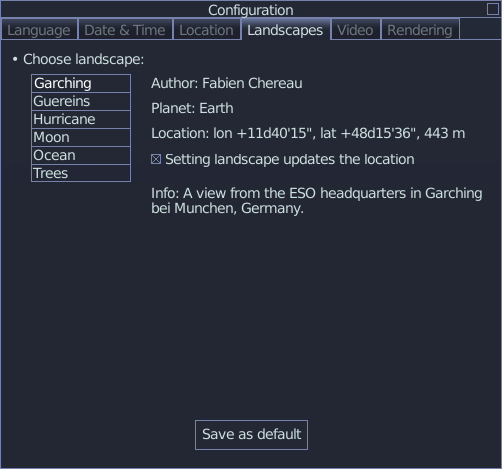 Configuration
Language Date & Time Location Landscapes Video Rendering
• Choose landscape:
Garching
Guereins
Hurricane
Moon
Ocean
Trees
Author: Fabien Chereau
Planet: Earth
Location: lon +11d40'15", lat +48d15'36", 443 m
Setting landscape updates the location
Info: A view from the ESO headquarters in Garching
bei Munchen, Germany.
Save as default